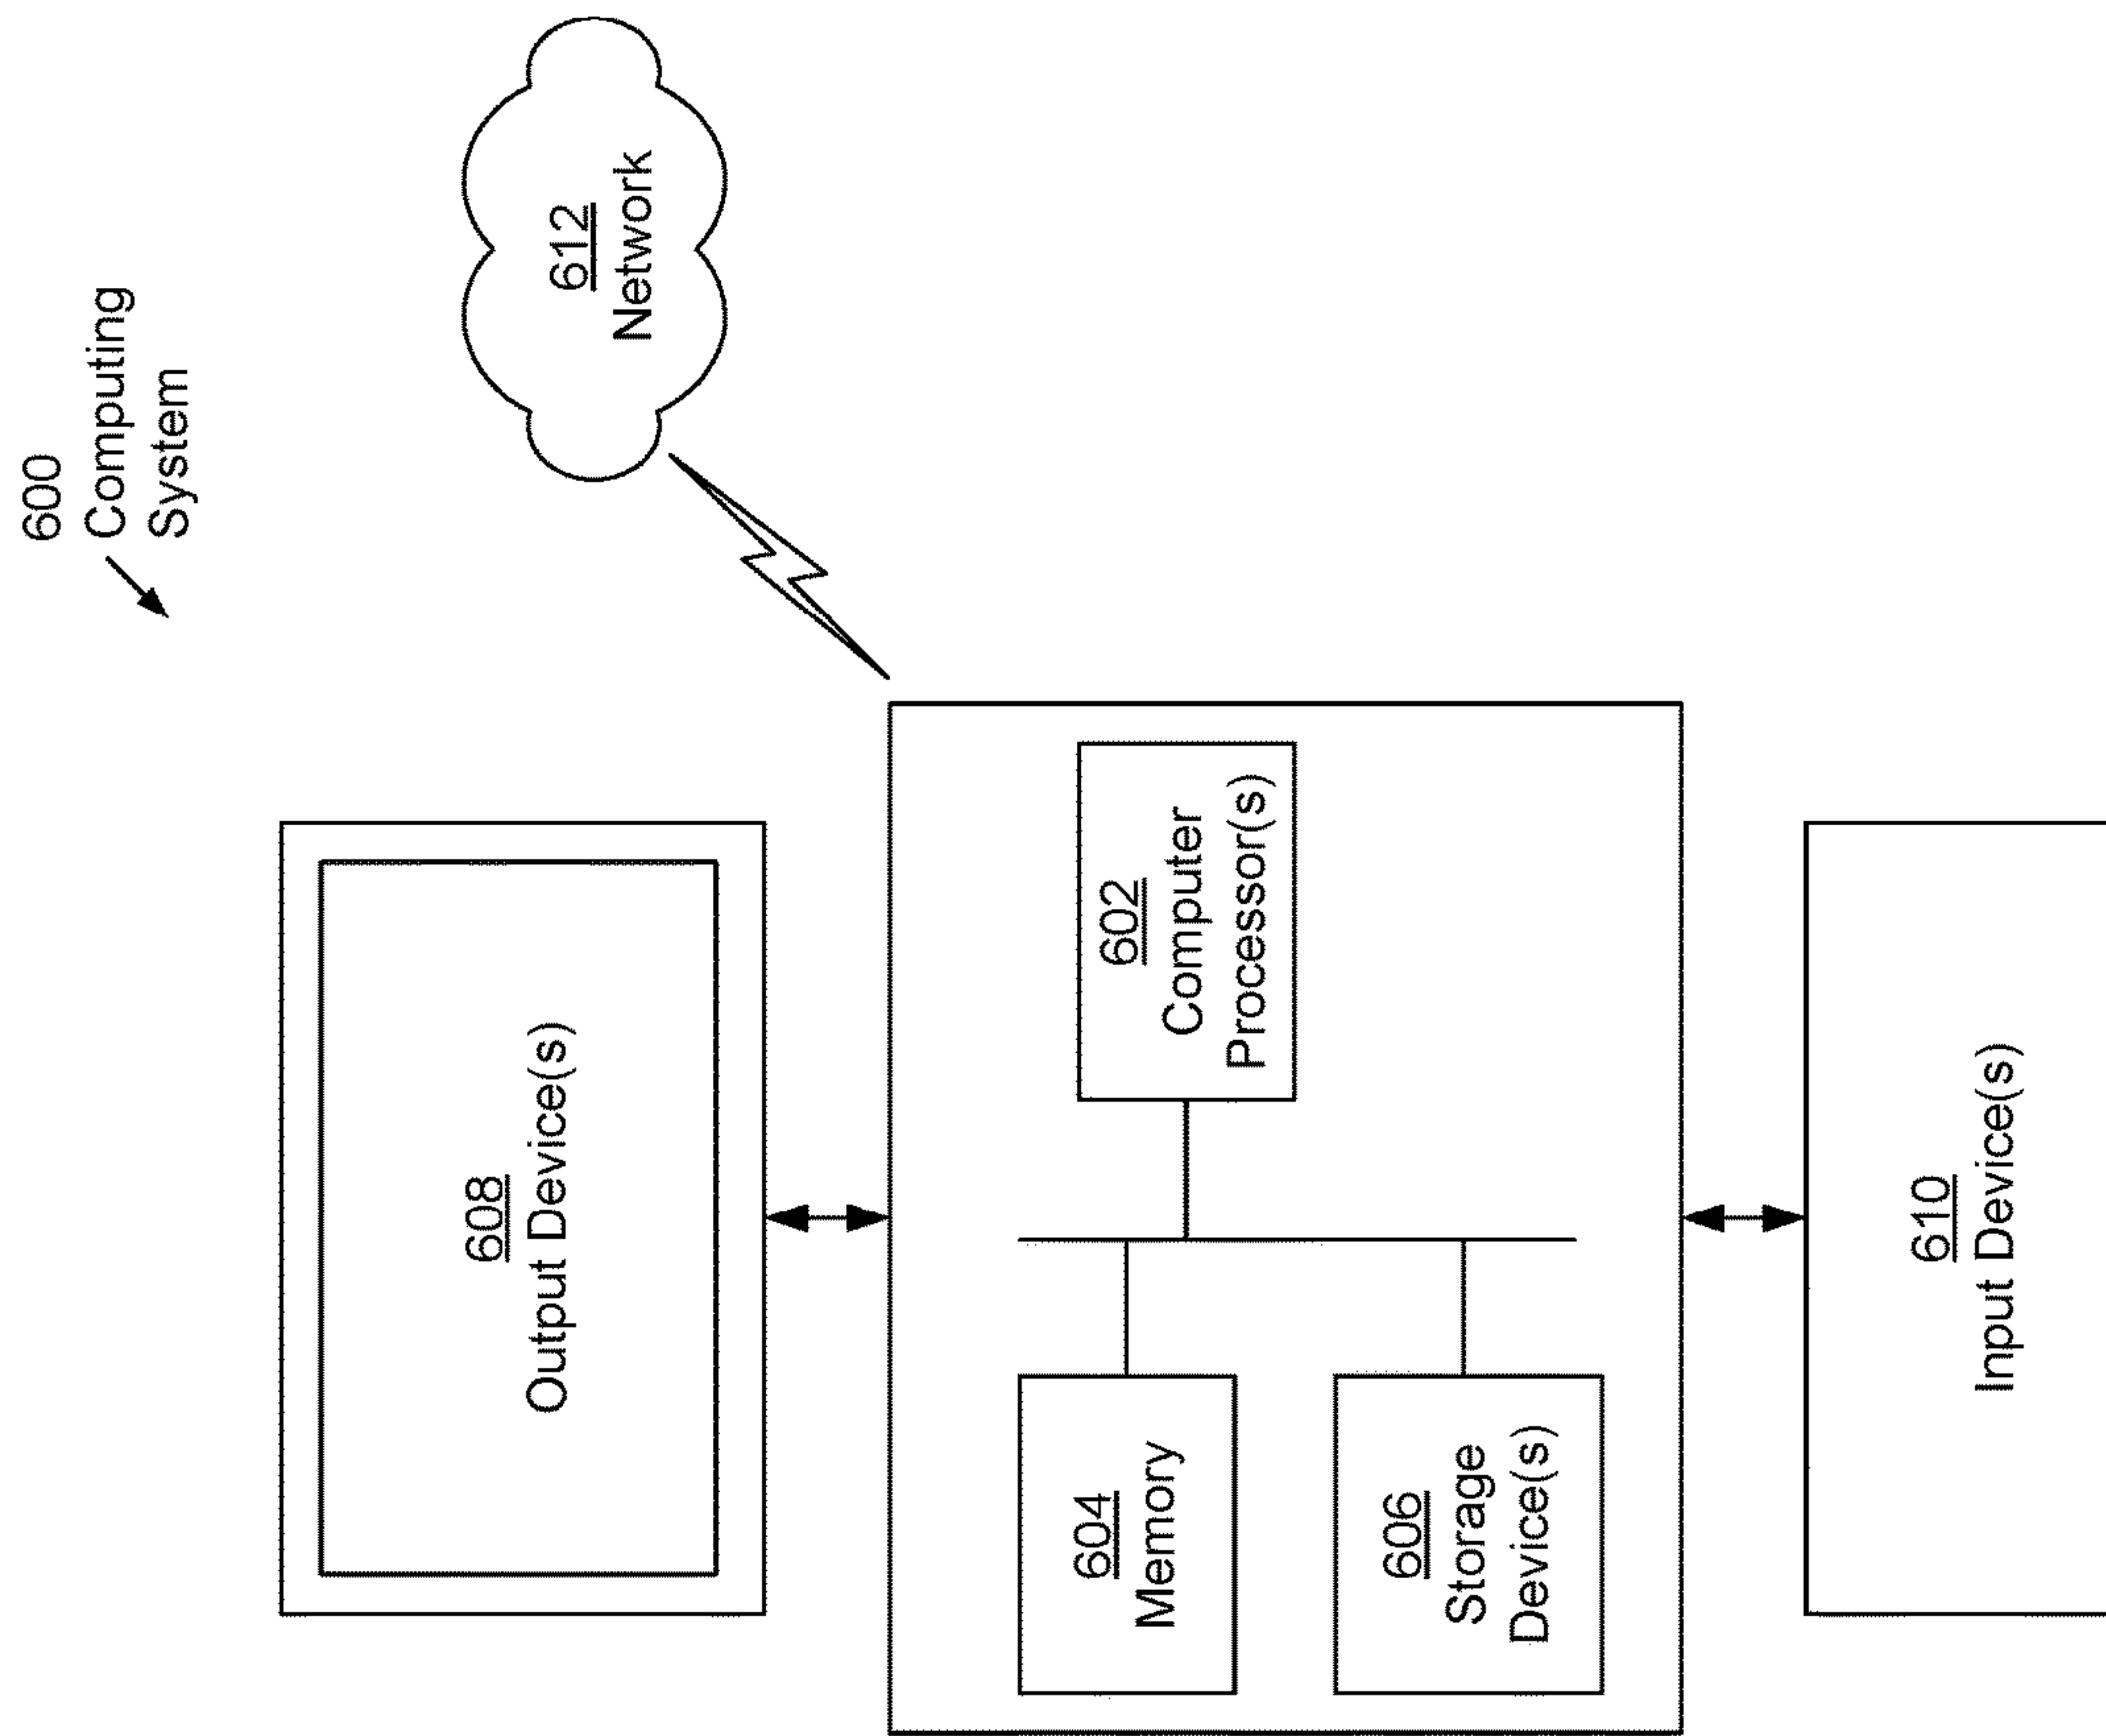 600
Computing
System
612
Network
608
Output Device(s)
602
Computer
Processor(s)
604
Memory
606
Storage
Device(s)
610
Input Device(s)